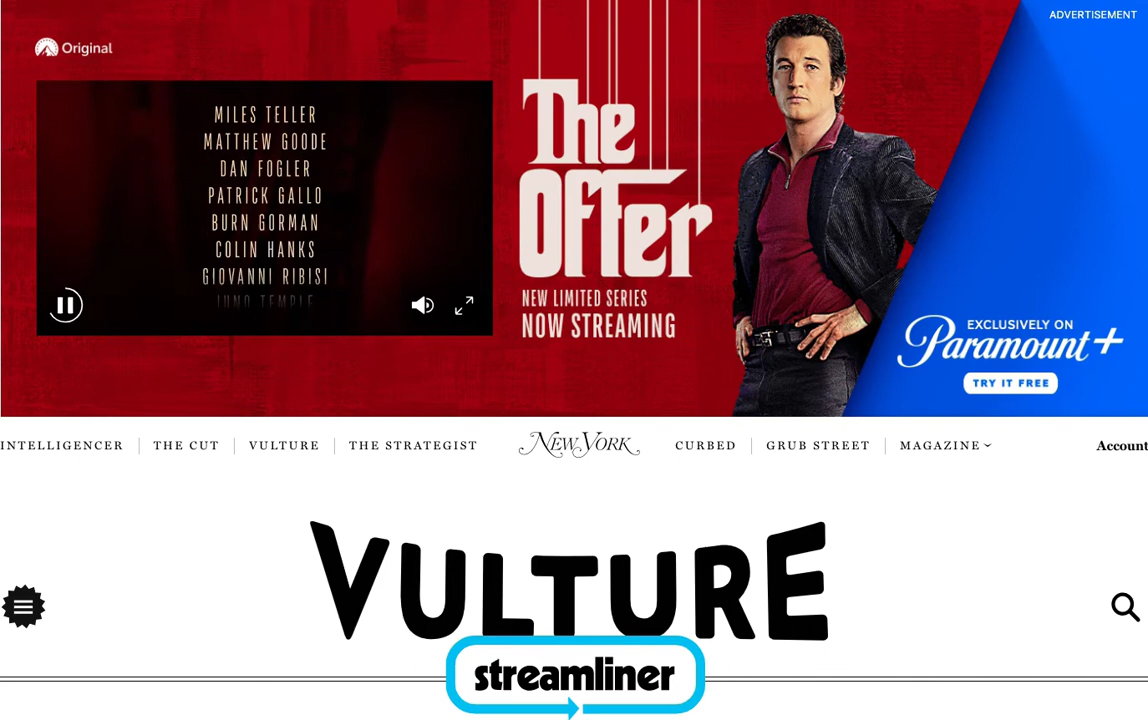 ADVERTISEMENT
Original
MILES TELLER
MATTHEW GOODE
DAN FOGLER
PATRICK GALLO
BURN GORMAN
COLIN HANKS
GIOVANNI RIBISI
JUNO TEMPLE
The
Offer
NEW LIMITED SERIES
NOW STREAMING
EXCLUSIVELY ON
Paramount+
TRY IT FREE
INTELLIGENCER THE CUT VULTURE THE STRATEGIST NEW YORK CURBED GRUB STREET MAGAZINE Account
VULTURE
streamliner